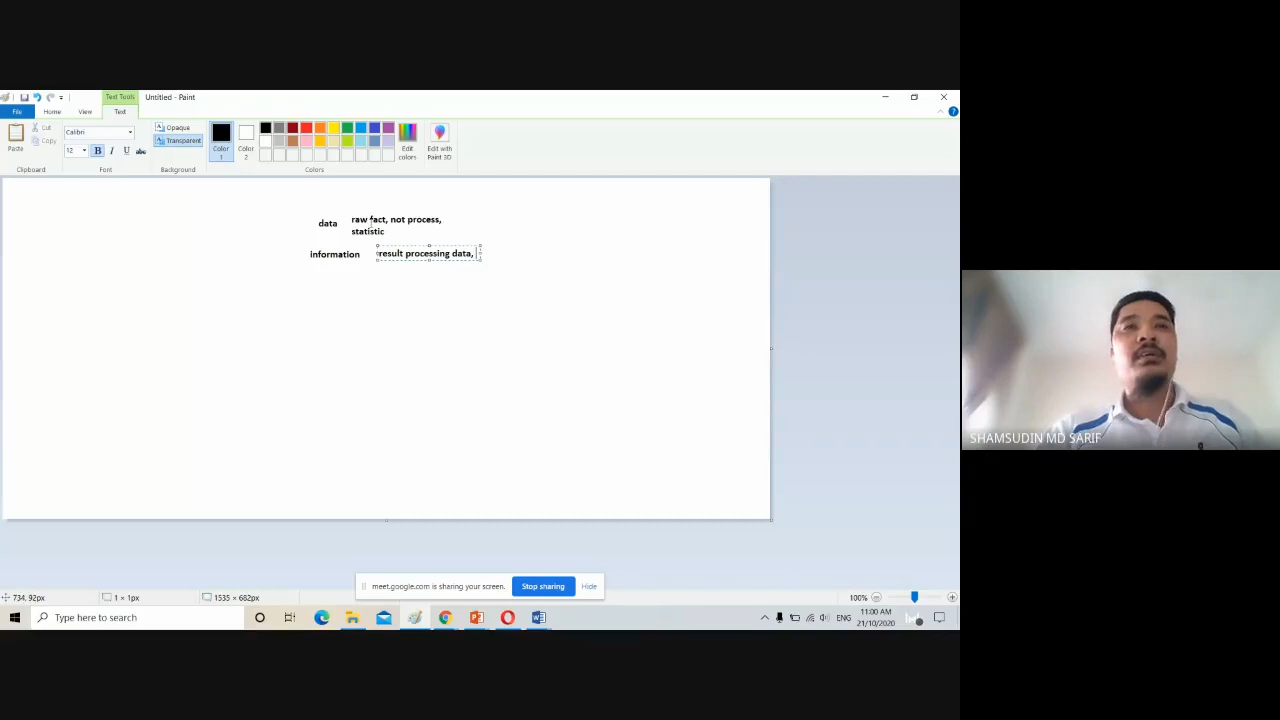 Text Tools
Untitled - Paint
File
Home
View
Text
Paste
Cut
Copy
Clipboard
Calibri
12
B
I
U
abc
Font
Opaque
Transparent
Background
Color 1
Color 2
Edit colors
Colors
Edit with Paint 3D
data
raw fact, not process,
statistic
information
result processing data,
SHAMSUDIN MD SARIF
meet.google.com is sharing your screen.
Stop sharing
Hide
734, 92px
1 × 1px
1535 × 682px
100%
Type here to search
ENG
11:00 AM
21/10/2020